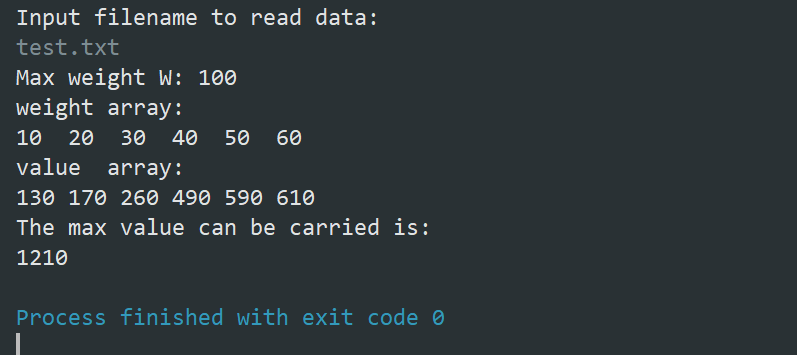 Input filename to read data:
test.txt
Max weight W: 100
weight array:
10  20  30  40  50  60
value  array:
130 170 260 490 590 610
The max value can be carried is:
1210
Process finished with exit code 0